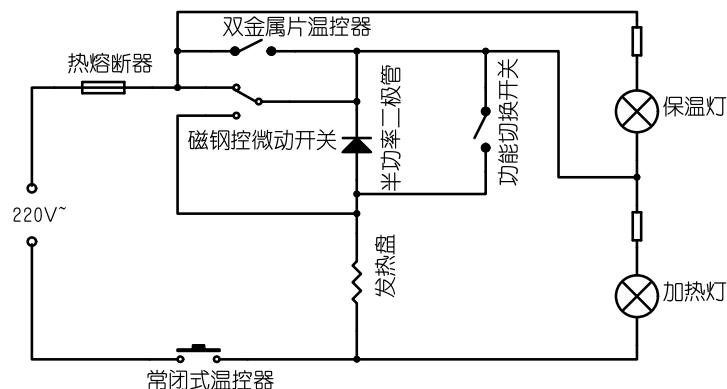 双金属片温控器
热熔断器
磁钢控微动开关
半功率二极管
功能切换开关
保温灯
220V~
发热盘
加热灯
常闭式温控器